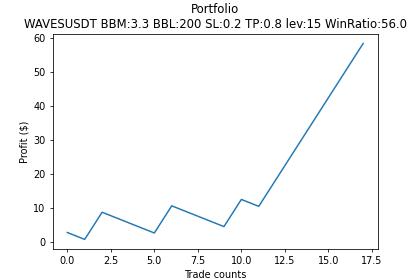 Portfolio
WAVESUSDT BBM:3.3 BBL:200 SL:0.2 TP:0.8 lev:15 WinRatio:56.0
60
50
40
30
20
10
0
Profit ($)
0.0 2.5 5.0 7.5 10.0 12.5 15.0 17.5
Trade counts